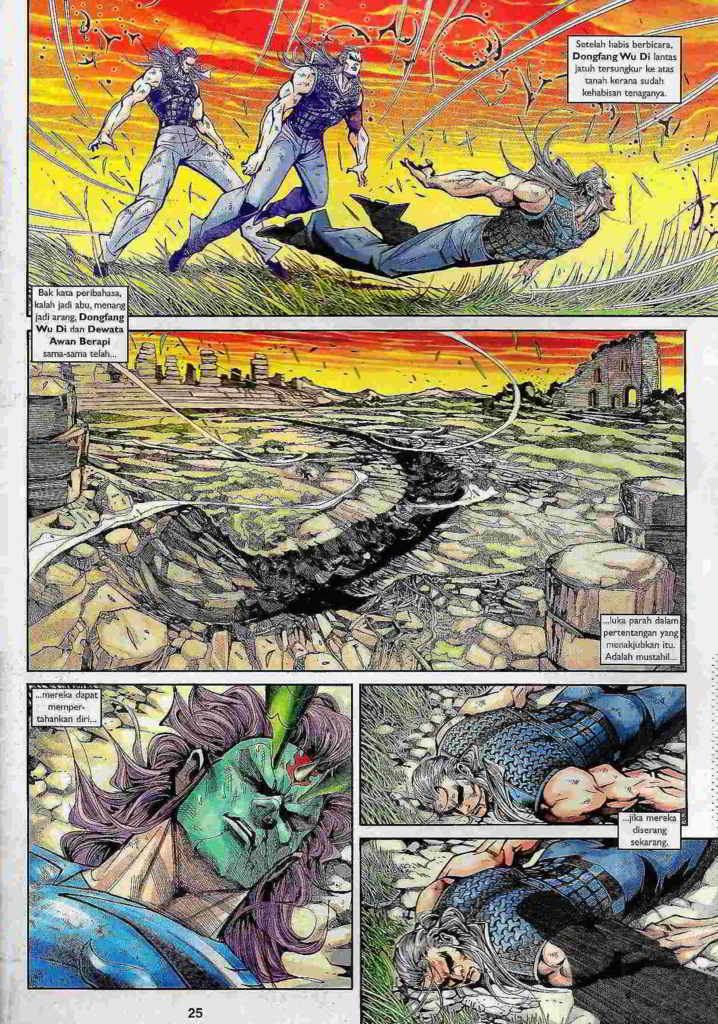 Setelah habis berbicara,
Dongfang Wu Di lantas
jatuh tersungkur ke atas
tanah kerana sudah
kehabisan tenaganya.
Bak kata peribahasa,
kalah jadi abu, menang
jadi arang, Dongfang
Wu Di dan Dewata
Awan Berapi
sama-sama telah...
...luka parah dalam
pertentangan yang
menakjubkan itu.
Adalah mustahil...
...mereka dapat
memper-
tahankan diri...
...jika mereka
diserang
sekarang.
25